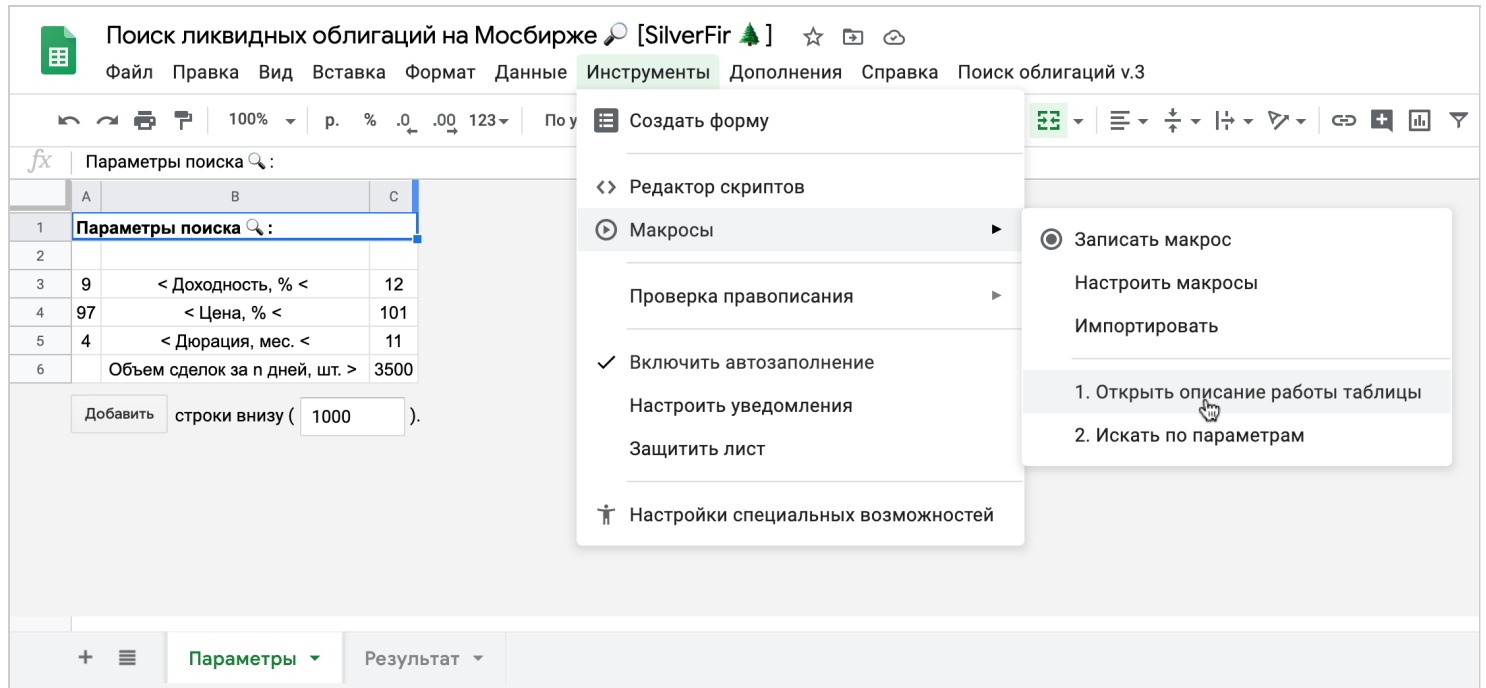 Поиск ликвидных облигаций на Мосбирже 🔎 [SilverFir 🌲]
Файл Правка Вид Вставка Формат Данные Инструменты Дополнения Справка Поиск облигаций v.3
100% р. % .0 .00 123 По у
fx Параметры поиска 🔍 :
A B C
1 Параметры поиска 🔍 :
2
3 9 < Доходность, % < 12
4 97 < Цена, % < 101
5 4 < Дюрация, мес. < 11
6 Объем сделок за n дней, шт. > 3500
Добавить строки внизу ( 1000 ).
Создать форму
Редактор скриптов
Макросы
Проверка правописания
Включить автозаполнение
Настроить уведомления
Защитить лист
Настройки специальных возможностей
Записать макрос
Настроить макросы
Импортировать
1. Открыть описание работы таблицы
2. Искать по параметрам
Параметры Результат